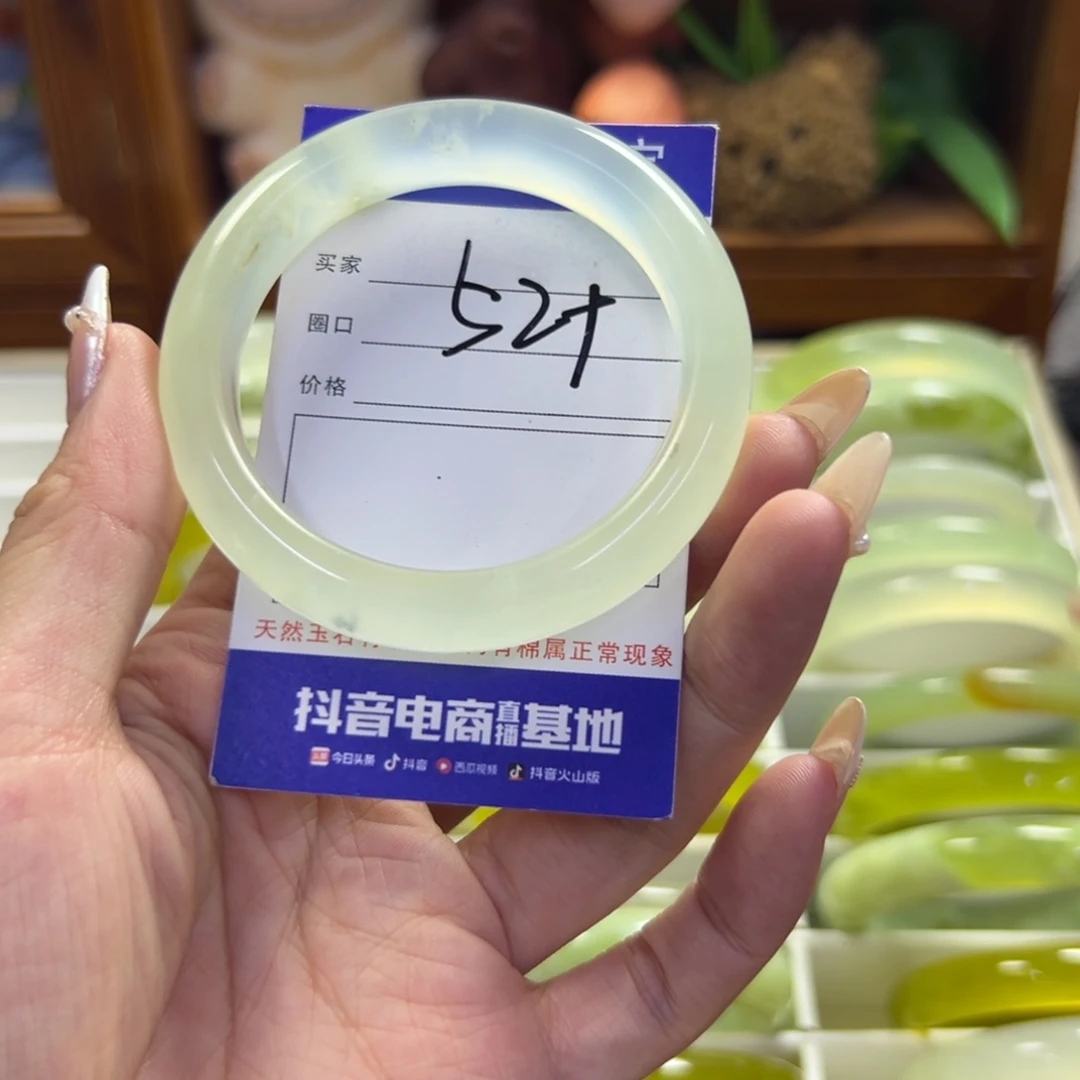 买家
52+
圈口
价格
天然玉石
有棉属正常现象
抖音电商直播基地
今日头条 抖音 西瓜视频 抖音火山版